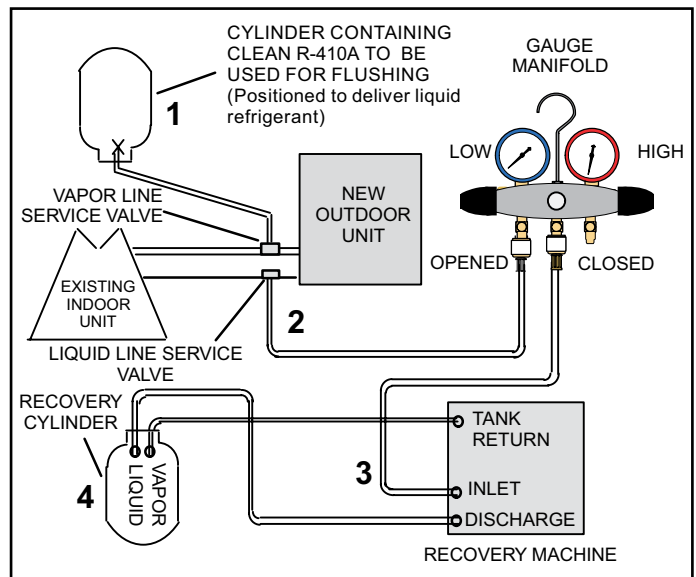 CYLINDER CONTAINING
CLEAN R-410A TO BE
USED FOR FLUSHING
(Positioned to deliver liquid
refrigerant)
1
GAUGE
MANIFOLD
LOW
HIGH
VAPOR LINE
SERVICE VALVE
NEW
OUTDOOR
UNIT
OPENED
CLOSED
EXISTING
INDOOR
UNIT
2
LIQUID LINE SERVICE
VALVE
RECOVERY
CYLINDER
TANK
RETURN
3
4
LIQUID
VAPOR
INLET
DISCHARGE
RECOVERY MACHINE